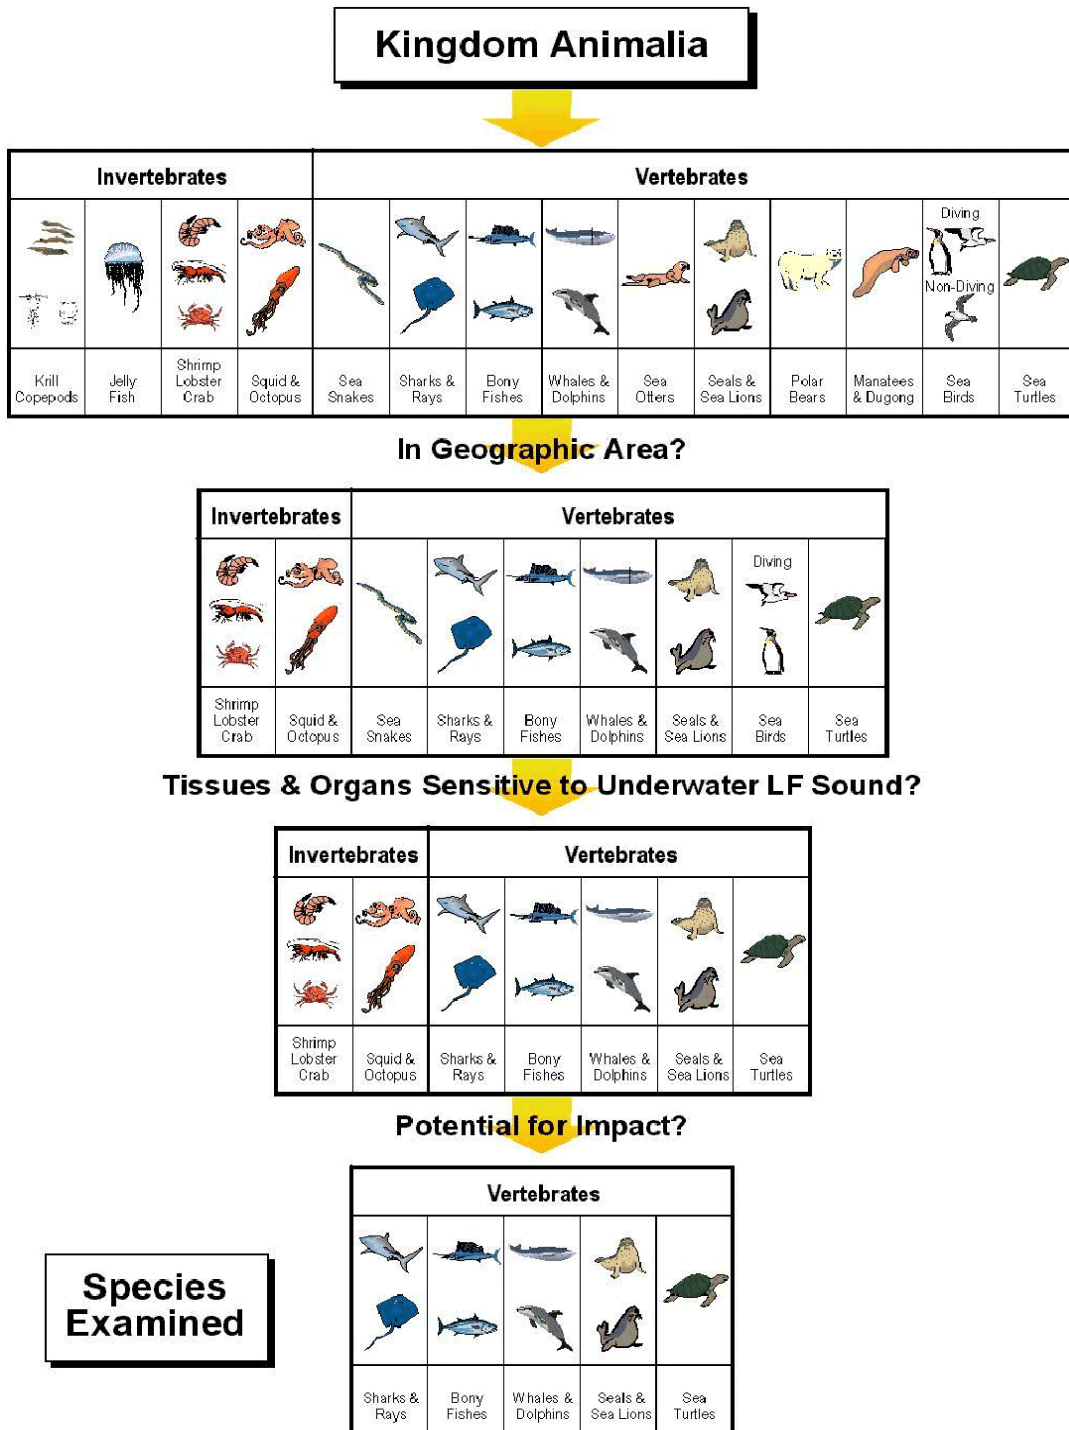 Kingdom Animalia
Invertebrates
Vertebrates
Diving
Non-Diving
Krill
Copepods
Jelly
Fish
Shrimp
Lobster
Crab
Squid &
Octopus
Sea
Snakes
Sharks &
Rays
Bony
Fishes
Whales &
Dolphins
Sea
Otters
Seals &
Sea Lions
Polar
Bears
Manatees
& Dugong
Sea
Birds
Sea
Turtles
In Geographic Area?
Invertebrates
Vertebrates
Diving
Shrimp
Lobster
Crab
Squid &
Octopus
Sea
Snakes
Sharks &
Rays
Bony
Fishes
Whales &
Dolphins
Seals &
Sea Lions
Sea
Birds
Sea
Turtles
Tissues & Organs Sensitive to Underwater LF Sound?
Invertebrates
Vertebrates
Shrimp
Lobster
Crab
Squid &
Octopus
Sharks &
Rays
Bony
Fishes
Whales &
Dolphins
Seals &
Sea Lions
Sea
Turtles
Potential for Impact?
Vertebrates
Species
Examined
Sharks &
Rays
Bony
Fishes
Whales &
Dolphins
Seals &
Sea Lions
Sea
Turtles